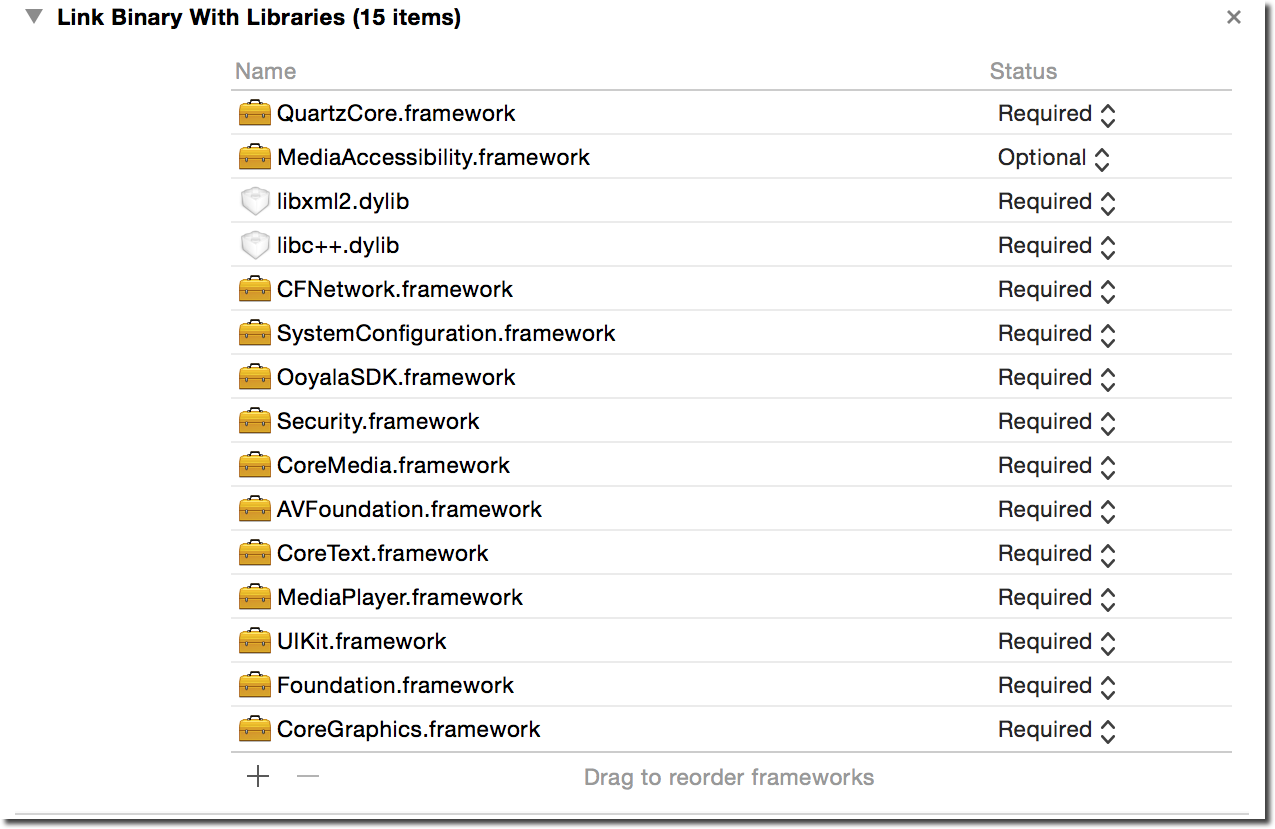 Link Binary With Libraries (15 items)
Name Status
QuartzCore.framework Required
MediaAccessibility.framework Optional
libxml2.dylib Required
libc++.dylib Required
CFNetwork.framework Required
SystemConfiguration.framework Required
OoyalaSDK.framework Required
Security.framework Required
CoreMedia.framework Required
AVFoundation.framework Required
CoreText.framework Required
MediaPlayer.framework Required
UIKit.framework Required
Foundation.framework Required
CoreGraphics.framework Required
Drag to reorder frameworks